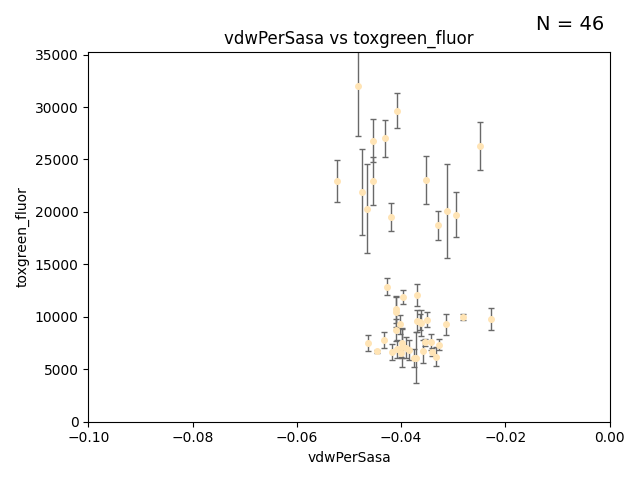 N = 46
vdwPerSasa vs toxgreen_fluor
35000
30000
25000
20000
15000
10000
5000
0
toxgreen_fluor
−0.10 −0.08 −0.06 −0.04 −0.02 0.00
vdwPerSasa